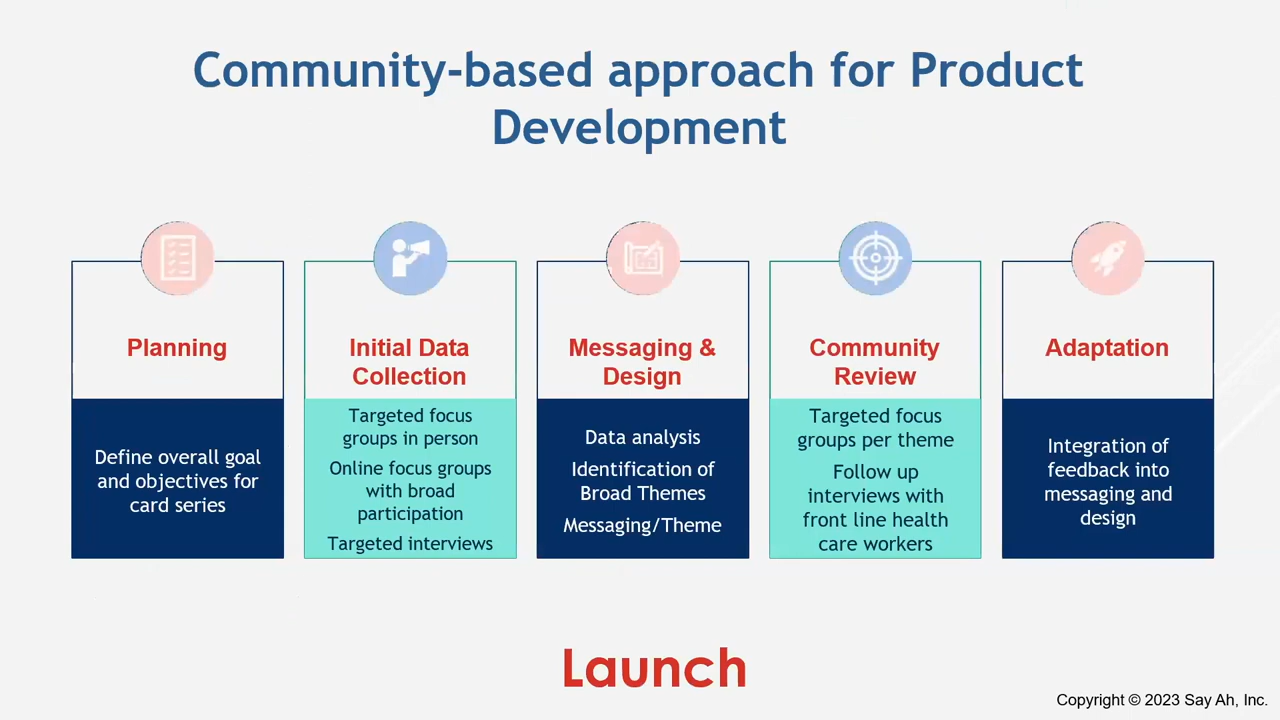 Community-based approach for Product
Development
Planning
Define overall goal
and objectives for
card series
Initial Data
Collection
Targeted focus
groups in person
Online focus groups
with broad
participation
Targeted interviews
Messaging &
Design
Data analysis
Identification of
Broad Themes
Messaging/Theme
Community
Review
Targeted focus
groups per theme
Follow up
interviews with
front line health
care workers
Adaptation
Integration of
feedback into
messaging and
design
Launch
Copyright © 2023 Say Ah, Inc.